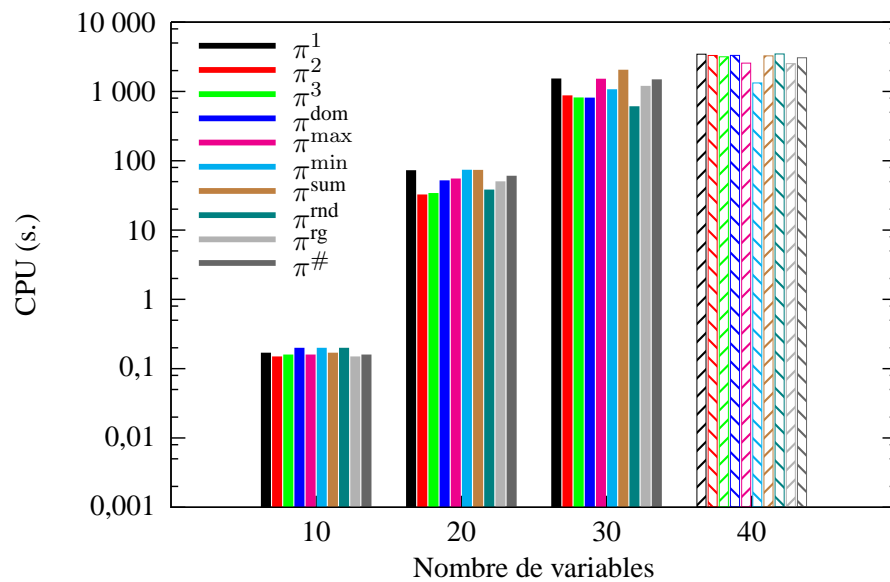 10 000
1 000
100
10
1
0,1
0,01
0,001
CPU (s.)
π^1
π^2
π^3
π^dom
π^max
π^min
π^sum
π^rnd
π^rg
π^#
10 20 30 40
Nombre de variables